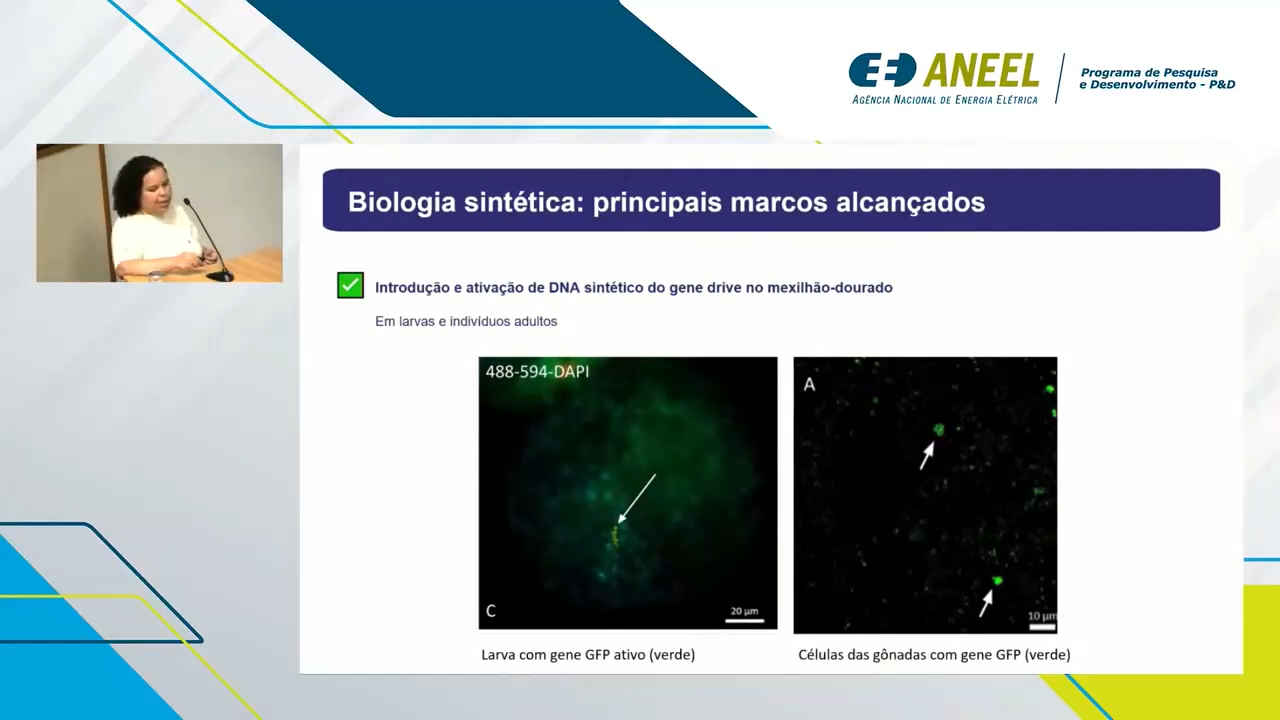 ANEEL
AGÊNCIA NACIONAL DE ENERGIA ELÉTRICA
Programa de Pesquisa
e Desenvolvimento - P&D
Biologia sintética: principais marcos alcançados
Introdução e ativação de DNA sintético do gene drive no mexilhão-dourado
Em larvas e indivíduos adultos
488-594-DAPI
C
20 µm
A
10 µm
Larva com gene GFP ativo (verde)
Células das gônadas com gene GFP (verde)